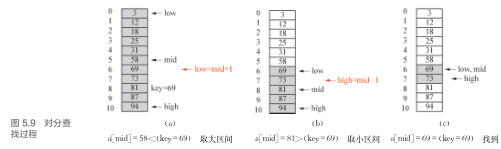 0 3 low
1 12
2 18
3 25
4 31
5 58 mid
6 69 low=mid+1
7 73
8 81 key=69
9 87
10 94 high
(a)
a[mid]=58<(key=69) 取大区间
0 3
1 12
2 18
3 25
4 31
5 58
6 69 low
7 73 high=mid−1
8 81 mid
9 87
10 94 high
(b)
a[mid]=81>(key=69) 取小区间
0 3
1 12
2 18
3 25
4 31
5 58
6 69 low, mid
7 73 high
8 81
9 87
10 94
(c)
a[mid]=69=(key=69) 找到
图 5.9 对分查
找过程